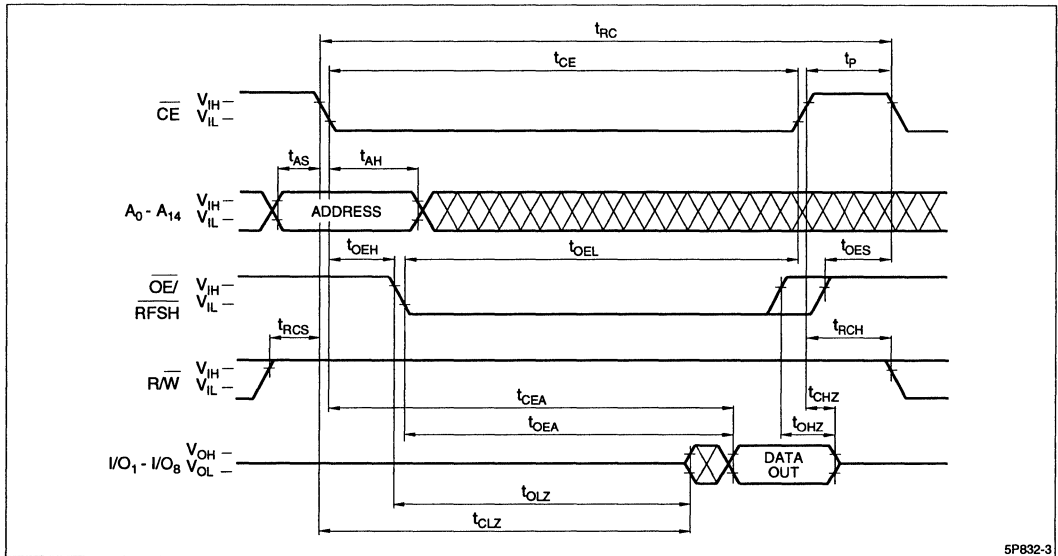 tRC
tCE
tP
CE
VIH
VIL
tAS
tAH
A0 - A14
VIH
VIL
ADDRESS
tOEH
tOEL
tOES
OE/
RFSH
VIH
VIL
tRCS
tRCH
R/W
VIH
VIL
tCHZ
tCEA
tOHZ
tOEA
I/O1 - I/O8
VOH
VOL
DATA
OUT
tOLZ
tCLZ
5P832-3